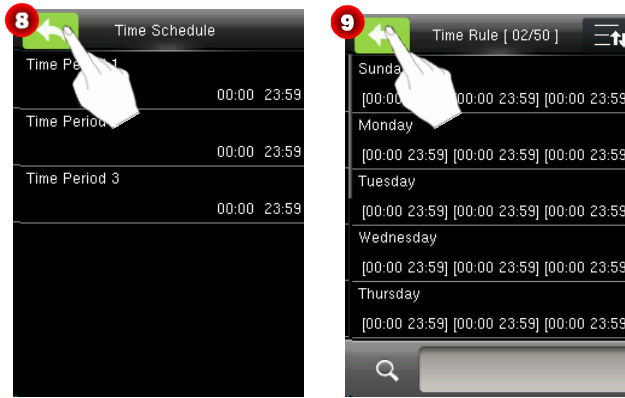 8
Time Schedule
Time Pe 1
00:00 23:59
Time Period
00:00 23:59
Time Period 3
00:00 23:59
9
Time Rule [ 02/50 ]
Sunda
[00:00 00:00 23:59] [00:00 23:59
Monday
[00:00 23:59] [00:00 23:59] [00:00 23:59
Tuesday
[00:00 23:59] [00:00 23:59] [00:00 23:59
Wednesday
[00:00 23:59] [00:00 23:59] [00:00 23:59
Thursday
[00:00 23:59] [00:00 23:59] [00:00 23:59